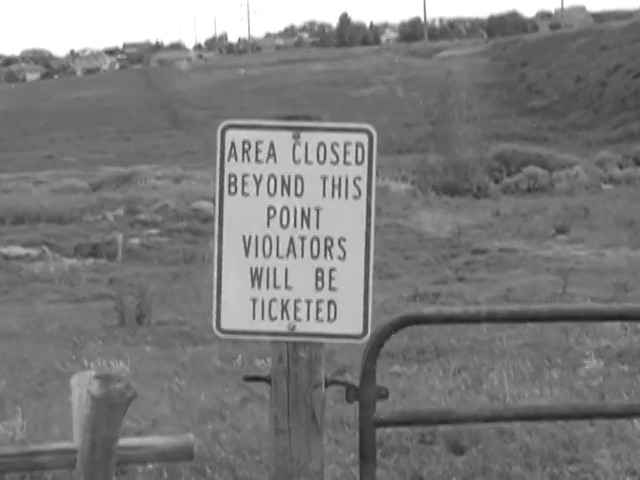 AREA CLOSED
BEYOND THIS
POINT
VIOLATORS
WILL BE
TICKETED